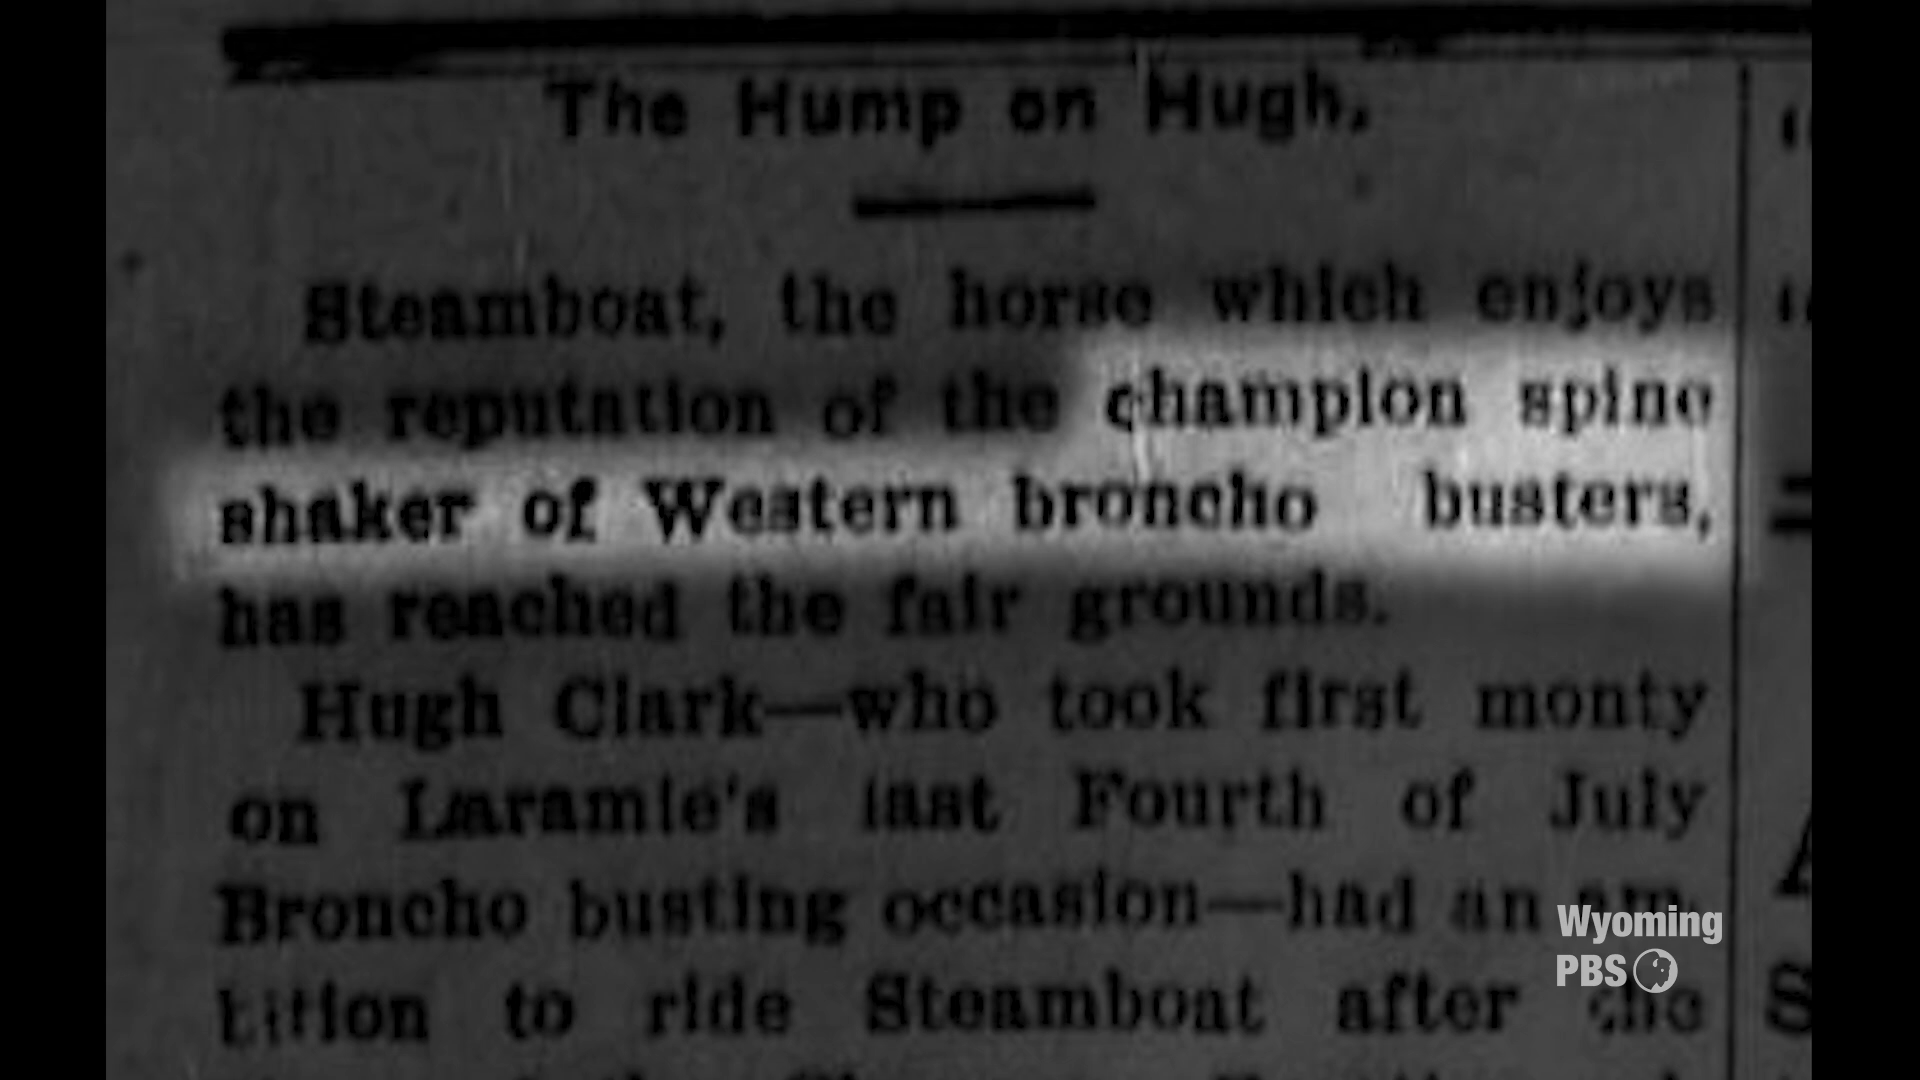 The Hump on Hugh.
Steamboat, the horse which enjoys
the reputation of the champion spine
shaker of Western broncho busters,
has reached the fair grounds.
Hugh Clark—who took first monty
on Laramie's last Fourth of July
Broncho busting occasion—had an am-
bition to ride Steamboat after the
Wyoming
PBS